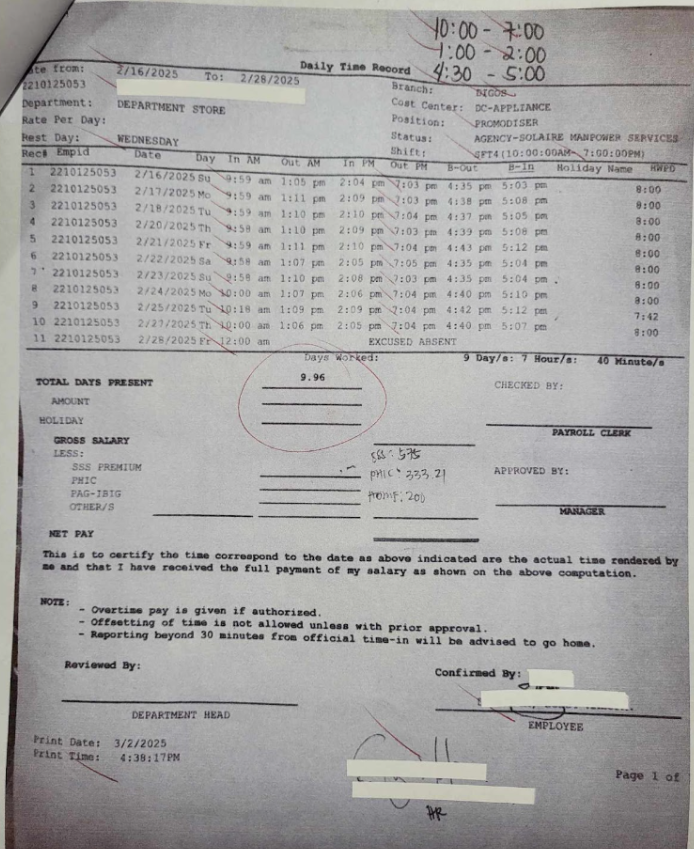 10:00 - 7:00
1:00 - 2:00
4:30 - 5:00
Daily Time Record
Date from: 2/16/2025 To: 2/28/2025
2210125053
Branch: DIGOS
Department: DEPARTMENT STORE
Cost Center: DC-APPLIANCE
Rate Per Day:
Position: PROMODISER
Status: AGENCY-SOLAIRE MANPOWER SERVICES
Rest Day: WEDNESDAY
Shift: SFT4(10:00:00AM- 7:00:00PM)
Rec# Empid Date Day In AM Out AM In PM Out PM B-Out B-In Holiday Name HWPD
1 2210125053 2/16/2025 Su 9:59 am 1:05 pm 2:04 pm 7:03 pm 4:35 pm 5:03 pm 8:00
2 2210125053 2/17/2025 Mo 9:59 am 1:11 pm 2:09 pm 7:03 pm 4:38 pm 5:08 pm 8:00
3 2210125053 2/18/2025 Tu 9:59 am 1:10 pm 2:10 pm 7:04 pm 4:37 pm 5:05 pm 8:00
4 2210125053 2/20/2025 Th 9:58 am 1:10 pm 2:09 pm 7:03 pm 4:39 pm 5:08 pm 8:00
5 2210125053 2/21/2025 Fr 9:59 am 1:11 pm 2:10 pm 7:04 pm 4:43 pm 5:12 pm 8:00
6 2210125053 2/22/2025 Sa 9:58 am 1:07 pm 2:05 pm 7:05 pm 4:35 pm 5:04 pm 8:00
7 2210125053 2/23/2025 Su 9:58 am 1:10 pm 2:08 pm 7:03 pm 4:35 pm 5:04 pm 8:00
8 2210125053 2/24/2025 Mo 10:00 am 1:07 pm 2:06 pm 7:04 pm 4:40 pm 5:10 pm 8:00
9 2210125053 2/25/2025 Tu 10:18 am 1:09 pm 2:09 pm 7:04 pm 4:42 pm 5:12 pm 7:42
10 2210125053 2/27/2025 Th 10:00 am 1:06 pm 2:05 pm 7:04 pm 4:40 pm 5:07 pm 8:00
11 2210125053 2/28/2025 Fr 12:00 am EXCUSED ABSENT
Days Worked: 9 Day/s: 7 Hour/s: 40 Minute/s
TOTAL DAYS PRESENT 9.96 CHECKED BY:
AMOUNT
HOLIDAY
PAYROLL CLERK
GROSS SALARY
LESS: SSS: 575
SSS PREMIUM PHIC: 333.21 APPROVED BY:
PHIC
PAG-IBIG HDMF: 200
OTHER/S MANAGER
NET PAY
This is to certify the time correspond to the date as above indicated are the actual time rendered by
me and that I have received the full payment of my salary as shown on the above computation.
NOTE:
- Overtime pay is given if authorized.
- Offsetting of time is not allowed unless with prior approval.
- Reporting beyond 30 minutes from official time-in will be advised to go home.
Reviewed By: Confirmed By:
DEPARTMENT HEAD EMPLOYEE
Print Date: 3/2/2025
Print Time: 4:38:17PM
Page 1 of
HR